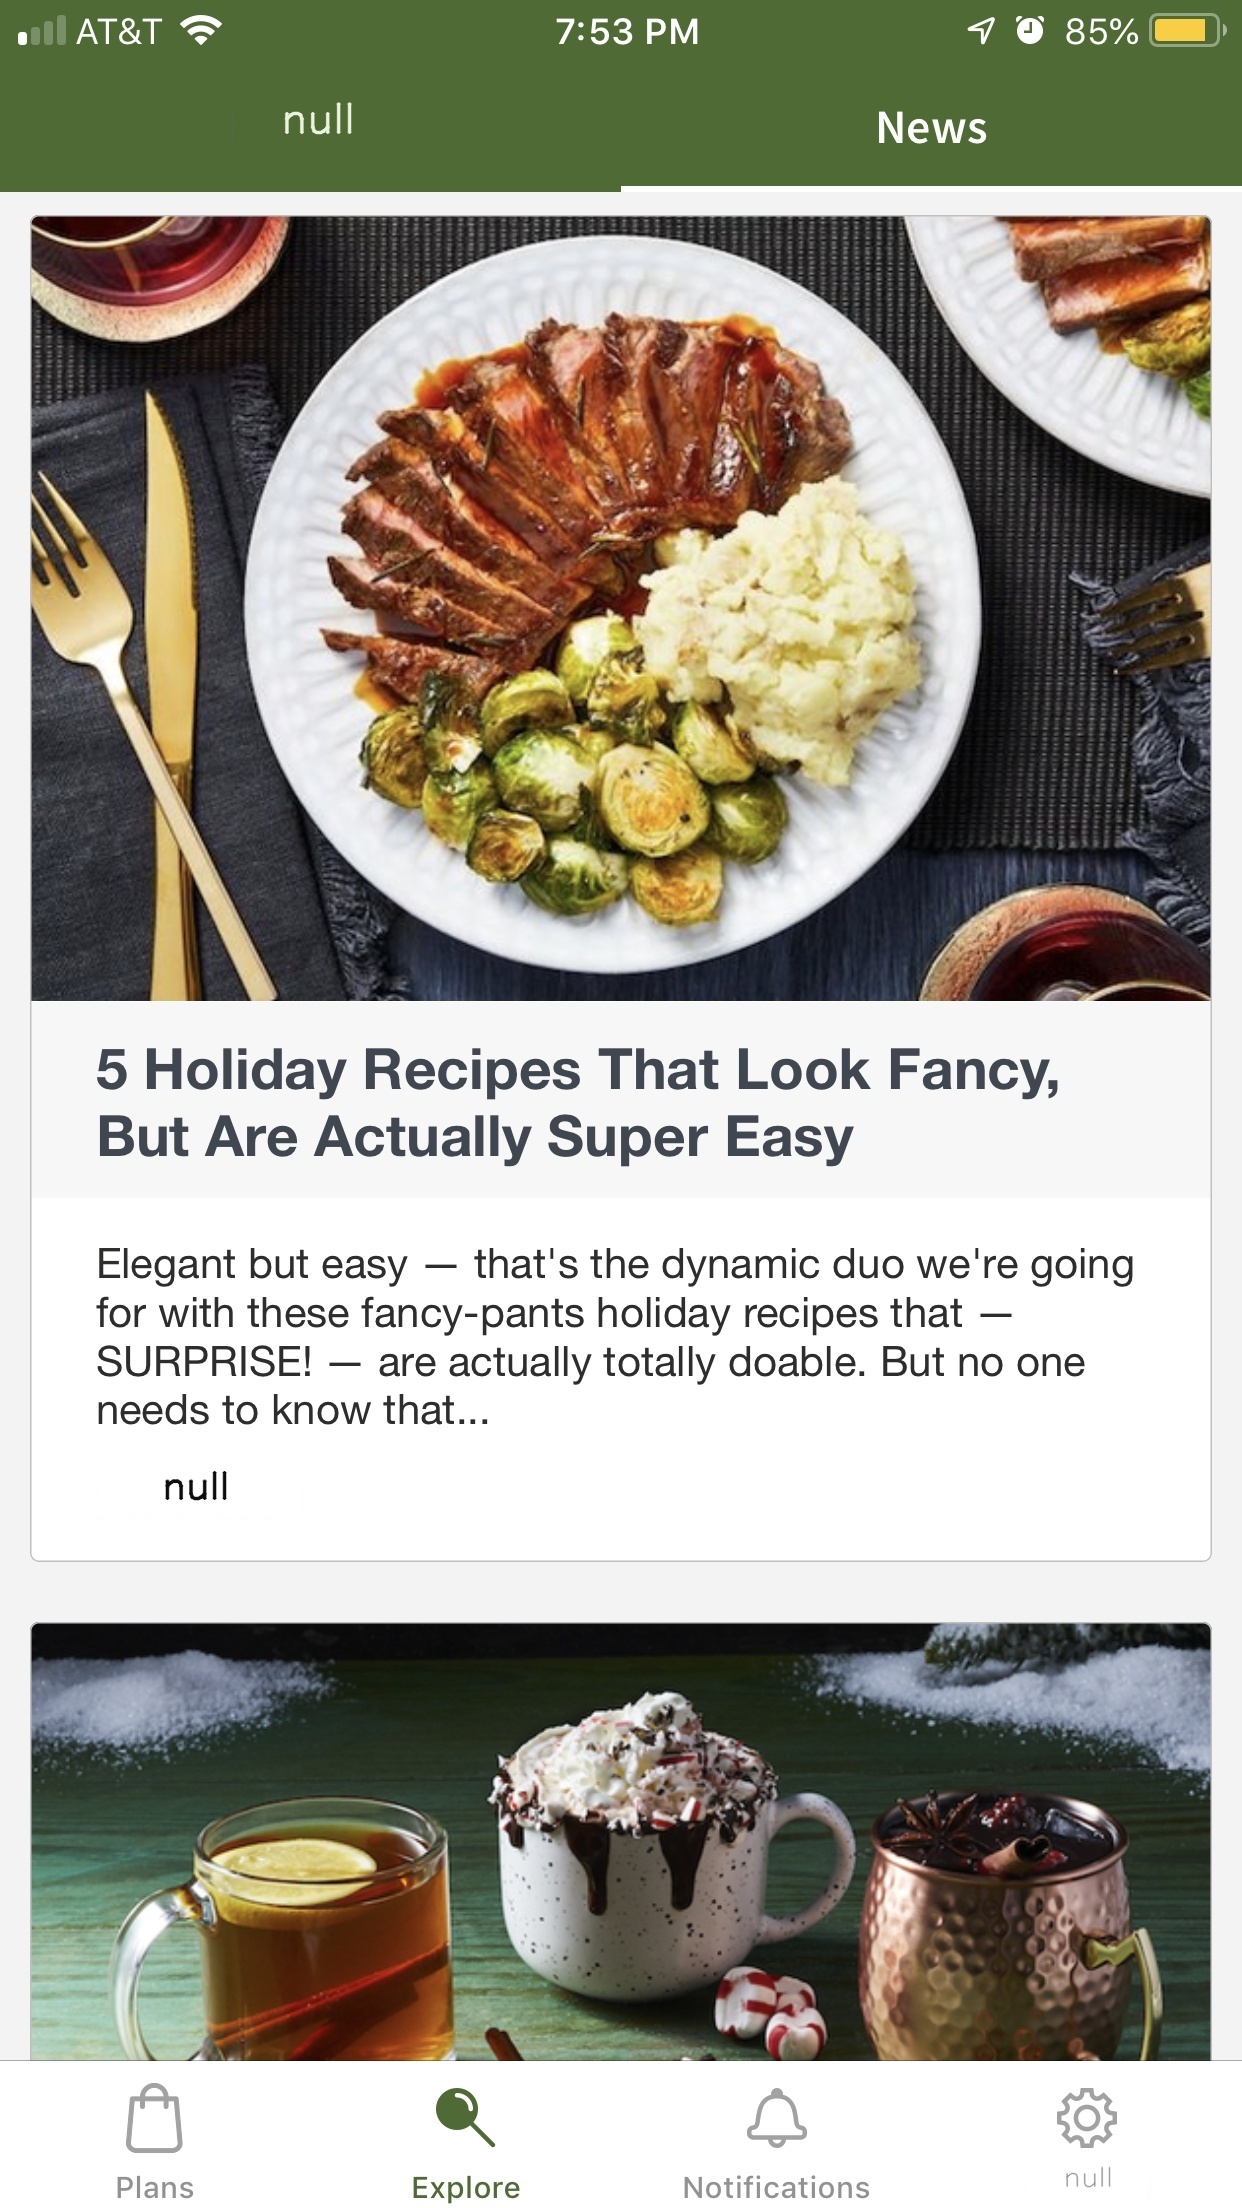 AT&T 7:53 PM 85%
null News
5 Holiday Recipes That Look Fancy,
But Are Actually Super Easy
Elegant but easy — that's the dynamic duo we're going
for with these fancy-pants holiday recipes that —
SURPRISE! — are actually totally doable. But no one
needs to know that...
null
Plans Explore Notifications null